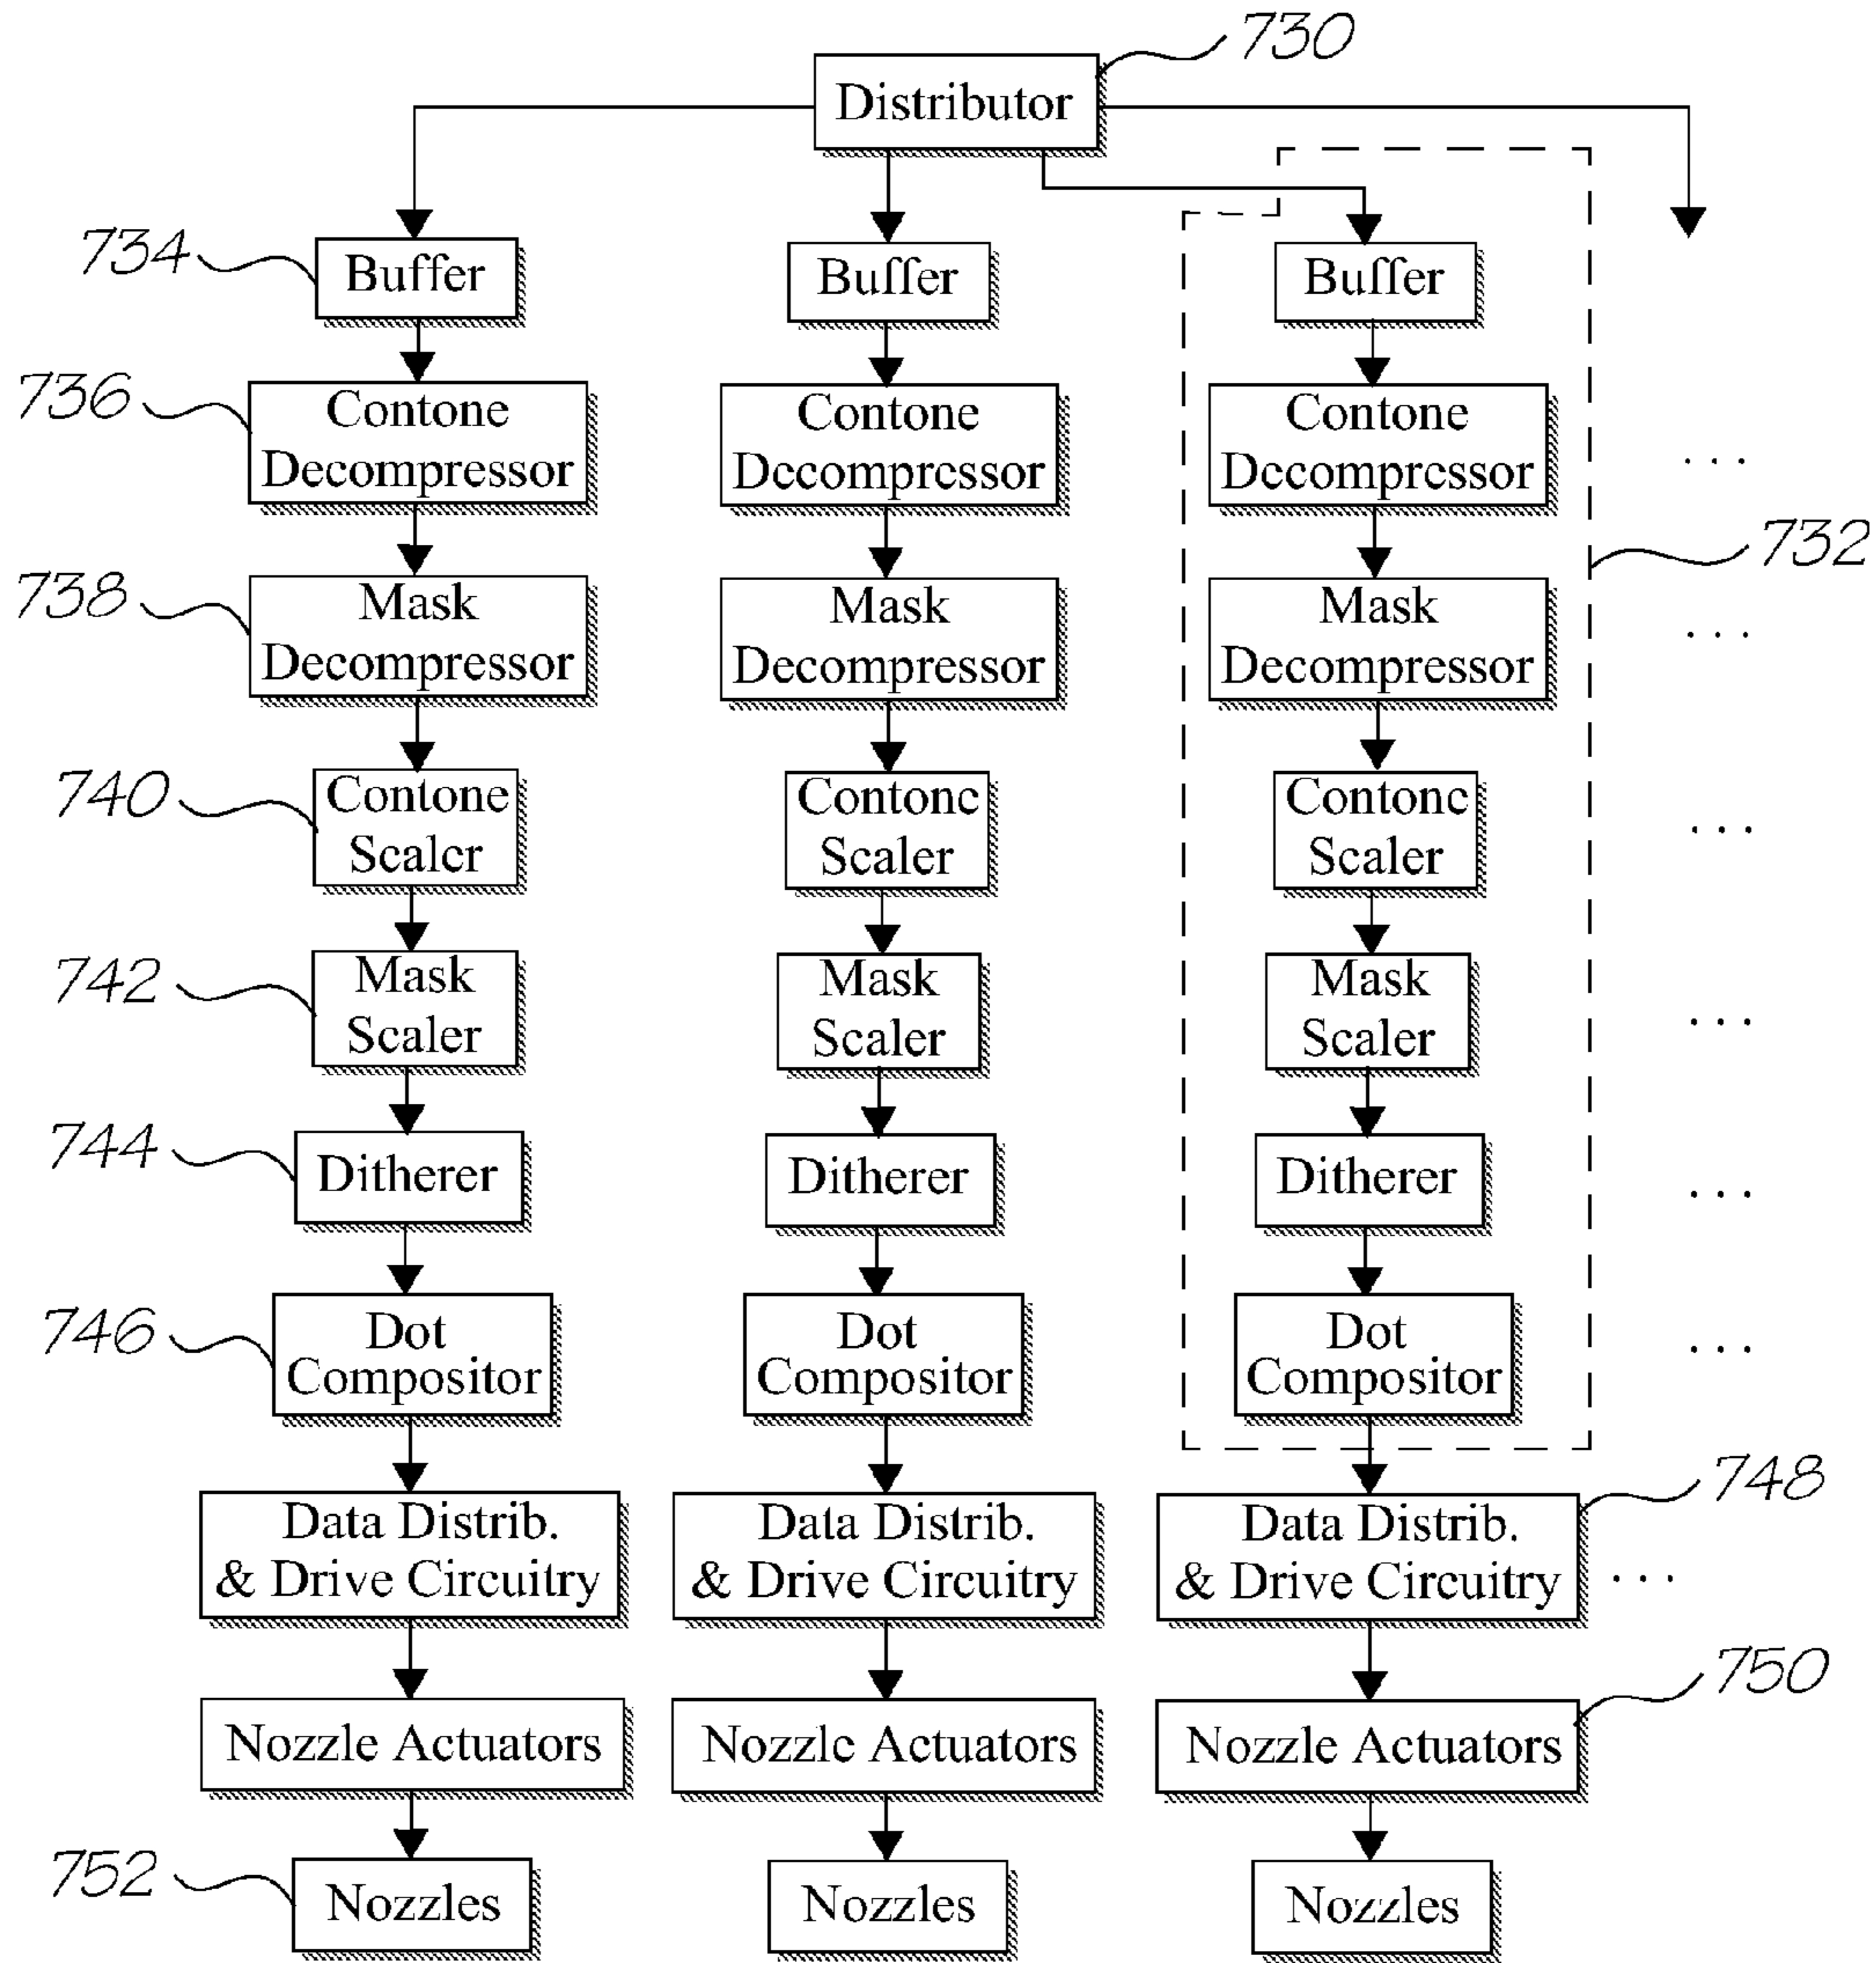 730
Distributor
734
Buffer
Buffer
Buffer
736
Contone
Decompressor
Contone
Decompressor
Contone
Decompressor
...
732
738
Mask
Decompressor
Mask
Decompressor
Mask
Decompressor
...
740
Contone
Scaler
Contone
Scaler
Contone
Scaler
...
742
Mask
Scaler
Mask
Scaler
Mask
Scaler
...
744
Ditherer
Ditherer
Ditherer
...
746
Dot
Compositor
Dot
Compositor
Dot
Compositor
...
748
Data Distrib.
& Drive Circuitry
Data Distrib.
& Drive Circuitry
Data Distrib.
& Drive Circuitry
...
750
Nozzle Actuators
Nozzle Actuators
Nozzle Actuators
752
Nozzles
Nozzles
Nozzles